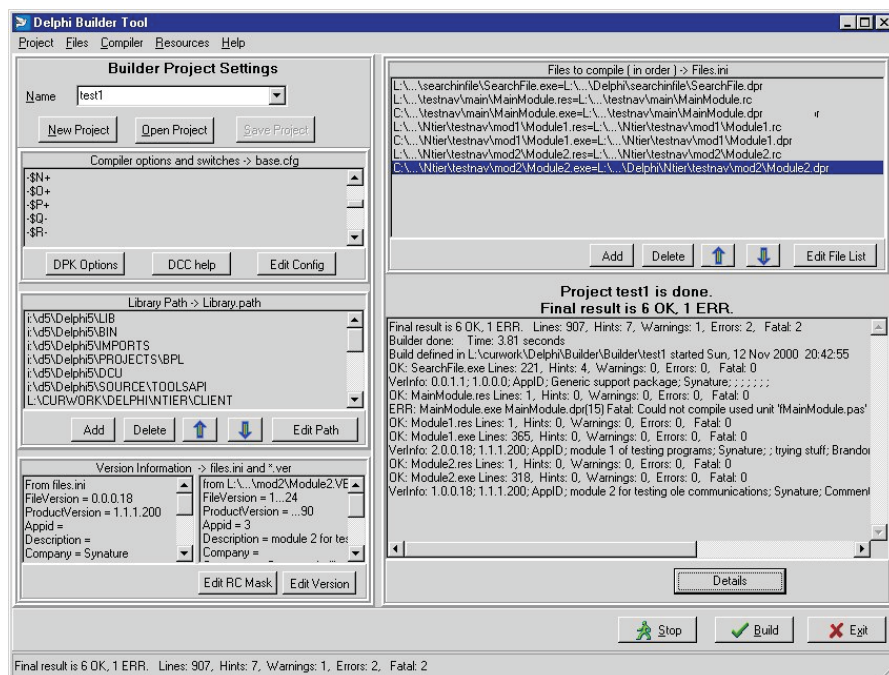 Delphi Builder Tool
Project Files Compiler Resources Help
Builder Project Settings
Name test1
New Project Open Project Save Project
Compiler options and switches -> base.cfg
-$N+
-$O+
-$P+
-$Q-
-$R-
DPK Options DCC help Edit Config
Library Path -> Library.path
i:\d5\Delphi5\LIB
i:\d5\Delphi5\BIN
i:\d5\Delphi5\IMPORTS
i:\d5\Delphi5\PROJECTS\BPL
i:\d5\Delphi5\DCU
i:\d5\Delphi5\SOURCE\TOOLSAPI
L:\CURWORK\DELPHI\NTIER\CLIENT
Add Delete Edit Path
Version Information -> files.ini and *.ver
From files.ini
FileVersion = 0.0.0.18
ProductVersion = 1.1.1.200
Appid =
Description =
Company = Synature
from L:\...\mod2\Module2.VE
FileVersion = 1...24
ProductVersion = ...90
Appid = 3
Description = module 2 for tes
Company =
Edit RC Mask Edit Version
Files to compile ( in order ) -> Files.ini
L:\...\searchinfile\SearchFile.exe=L:\...\Delphi\searchinfile\SearchFile.dpr
L:\...\testnav\main\MainModule.res=L:\...\testnav\main\MainModule.rc
C:\...\testnav\main\MainModule.exe=L:\...\testnav\main\MainModule.dpr
L:\...\Ntier\testnav\mod1\Module1.res=L:\...\Ntier\testnav\mod1\Module1.rc
C:\...\Ntier\testnav\mod1\Module1.exe=L:\...\Ntier\testnav\mod1\Module1.dpr
L:\...\Ntier\testnav\mod2\Module2.res=L:\...\Ntier\testnav\mod2\Module2.rc
C:\...\Ntier\testnav\mod2\Module2.exe=L:\...\Delphi\Ntier\testnav\mod2\Module2.dpr
Add Delete Edit File List
Project test1 is done.
Final result is 6 OK, 1 ERR.
Final result is 6 OK, 1 ERR. Lines: 907, Hints: 7, Warnings: 1, Errors: 2, Fatal: 2
Builder done: Time: 3.81 seconds
Build defined in L:\curwork\Delphi\Builder\Builder\test1 started Sun, 12 Nov 2000 20:42:55
OK: SearchFile.exe Lines: 221, Hints: 4, Warnings: 0, Errors: 0, Fatal: 0
VerInfo: 0.0.1.1; 1.0.0.0; AppID; Generic support package; Synature; ; ; ; ; ; ;
OK: MainModule.res Lines: 1, Hints: 0, Warnings: 0, Errors: 0, Fatal: 0
ERR: MainModule.exe MainModule.dpr(15) Fatal: Could not compile used unit 'fMainModule.pas'
OK: Module1.res Lines: 1, Hints: 0, Warnings: 0, Errors: 0, Fatal: 0
OK: Module1.exe Lines: 365, Hints: 0, Warnings: 0, Errors: 0, Fatal: 0
VerInfo: 2.0.0.18; 1.1.1.200; AppID; module 1 of testing programs; Synature; ; trying stuff; Brandor
OK: Module2.res Lines: 1, Hints: 0, Warnings: 0, Errors: 0, Fatal: 0
OK: Module2.exe Lines: 318, Hints: 0, Warnings: 0, Errors: 0, Fatal: 0
VerInfo: 1.0.0.18; 1.1.1.200; AppID; module 2 for testing ole communications; Synature; Comment
Details
Stop Build Exit
Final result is 6 OK, 1 ERR. Lines: 907, Hints: 7, Warnings: 1, Errors: 2, Fatal: 2